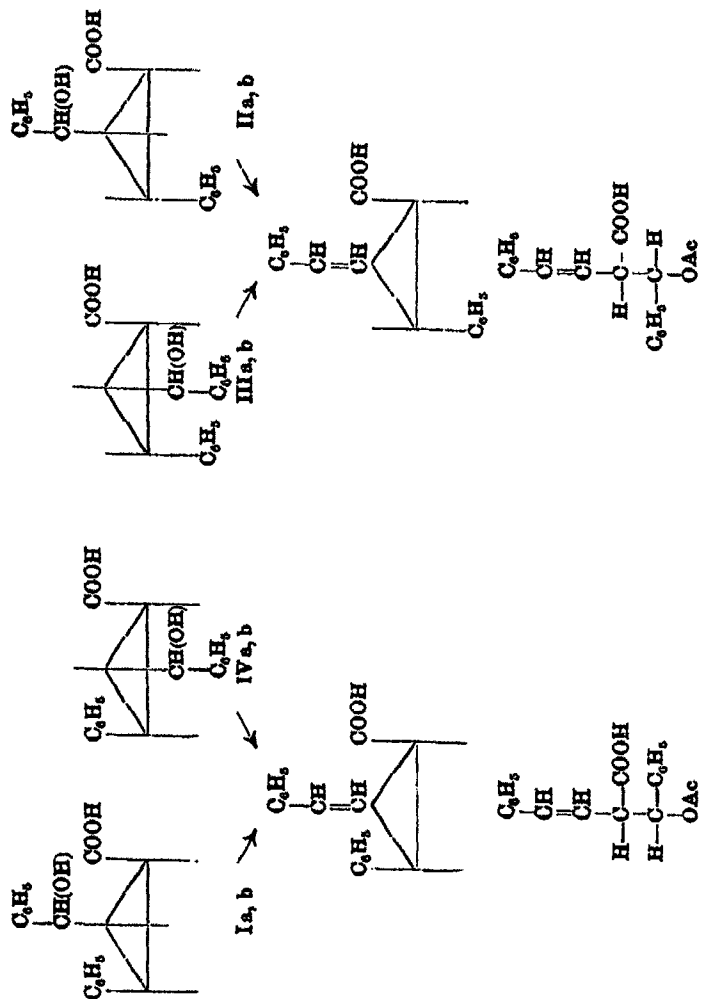 C₆H₅ C₆H₅
CH(OH) CH(OH)
C₆H₅ COOH C₆H₅ COOH COOH COOH
CH(OH) CH(OH)
C₆H₅ C₆H₅ C₆H₅ C₆H₅
Ia, b IVa, b IIIa, b IIa, b
C₆H₅ C₆H₅
CH CH
C₆H₅ CH COOH CH COOH
C₆H₅
C₆H₅ C₆H₅
CH CH
CH CH
H—C—COOH H—C—COOH
H—C—C₆H₅ C₆H₅—C—H
OAc OAc